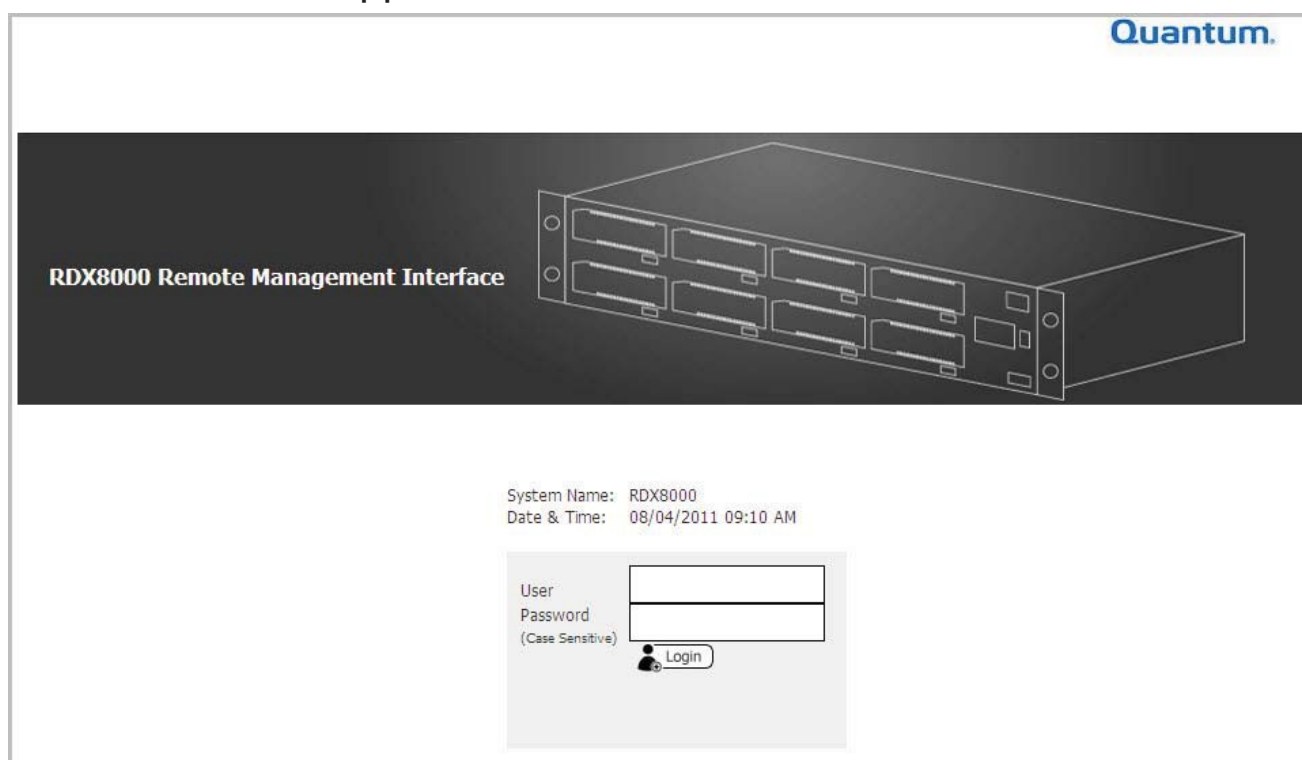 Quantum.
RDX8000 Remote Management Interface
System Name: RDX8000
Date & Time: 08/04/2011 09:10 AM
User
Password
(Case Sensitive)
Login